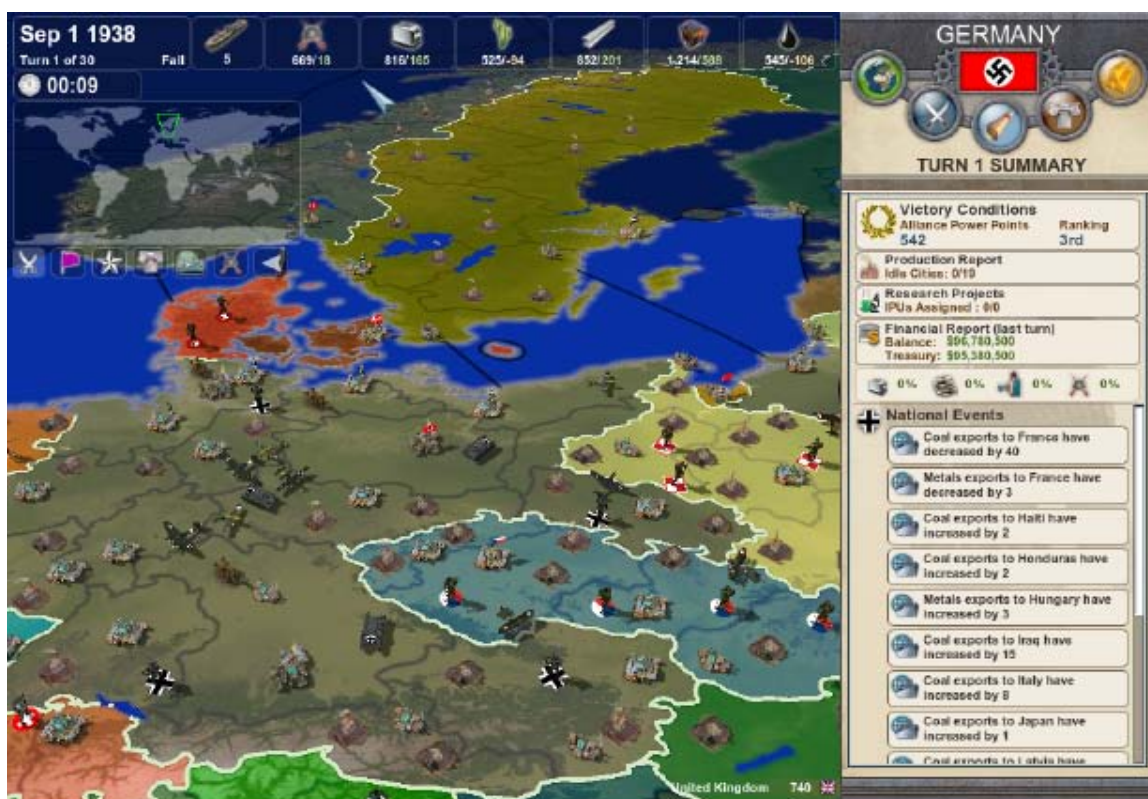 Sep 1 1938
Turn 1 of 30 Fall
5
669/18
816/165
525/-94
852/201
1,214/588
545/-106
00:09
GERMANY
TURN 1 SUMMARY
Victory Conditions
Alliance Power Points Ranking
542 3rd
Production Report
Idle Cities: 0/19
Research Projects
IPUs Assigned : 0/0
Financial Report (last turn)
Balance: $96,780,500
Treasury: $95,380,500
0% 0% 0% 0%
National Events
Coal exports to France have
decreased by 40
Metals exports to France have
decreased by 3
Coal exports to Haiti have
increased by 2
Coal exports to Honduras have
increased by 2
Metals exports to Hungary have
increased by 3
Coal exports to Iraq have
increased by 15
Coal exports to Italy have
increased by 8
Coal exports to Japan have
increased by 1
Coal exports to Latvia have
United Kingdom 740